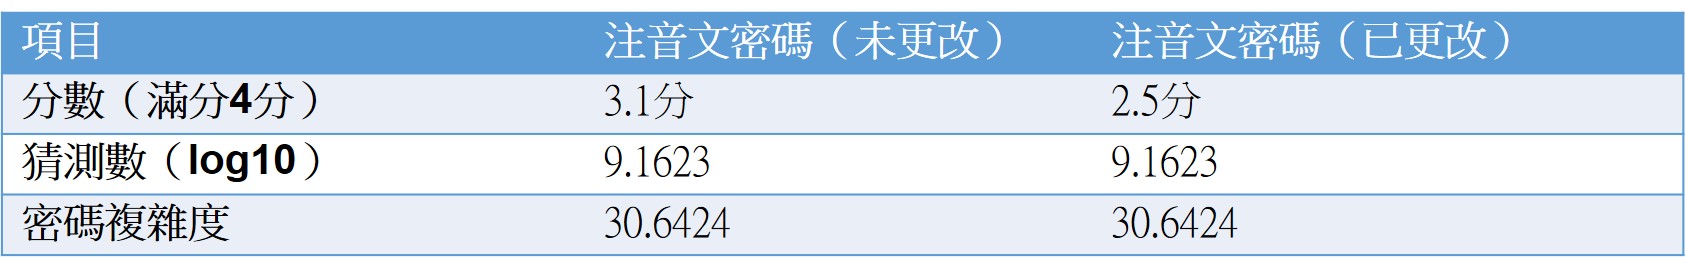 項目 注音文密碼（未更改） 注音文密碼（已更改）
分數（滿分4分） 3.1分 2.5分
猜測數（log10） 9.1623 9.1623
密碼複雜度 30.6424 30.6424